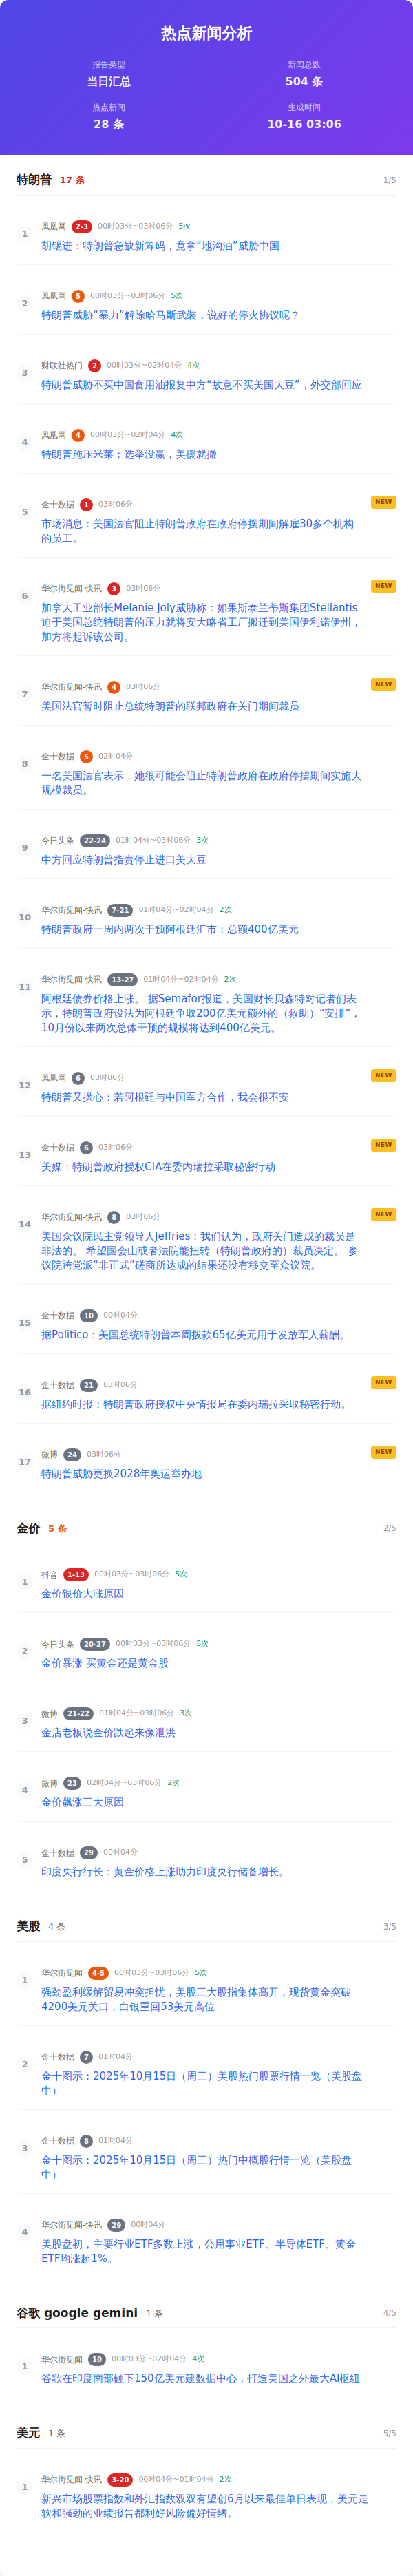 热点新闻分析
报告类型
新闻总数
当日汇总
504 条
热点新闻
生成时间
28 条
10-16 03:06
特朗普 17 条 1/5
1 凤凰网 2-3 00时03分~03时06分 5次
胡锡进：特朗普急缺新筹码，竟拿“地沟油”威胁中国
2 凤凰网 5 00时03分~03时06分 5次
特朗普威胁“暴力”解除哈马斯武装，说好的停火协议呢？
3 财联社热门 2 00时03分~02时04分 4次
特朗普威胁不买中国食用油报复中方“故意不买美国大豆”，外交部回应
4 凤凰网 4 00时03分~02时04分 4次
特朗普施压米莱：选举没赢，美援就撤
5 金十数据 1 03时06分 NEW
市场消息：美国法官阻止特朗普政府在政府停摆期间解雇30多个机构
的员工。
6 华尔街见闻-快讯 3 03时06分 NEW
加拿大工业部长Melanie Joly威胁称：如果斯泰兰蒂斯集团Stellantis
迫于美国总统特朗普的压力就将安大略省工厂搬迁到美国伊利诺伊州，
加方将起诉该公司。
7 华尔街见闻-快讯 4 03时06分 NEW
美国法官暂时阻止总统特朗普的联邦政府在关门期间裁员
8 金十数据 5 02时04分
一名美国法官表示，她很可能会阻止特朗普政府在政府停摆期间实施大
规模裁员。
9 今日头条 22-24 01时04分~03时06分 3次
中方回应特朗普指责停止进口美大豆
10 华尔街见闻-快讯 7-21 01时04分~02时04分 2次
特朗普政府一周内两次干预阿根廷汇市：总额400亿美元
11 华尔街见闻-快讯 13-27 01时04分~02时04分 2次
阿根廷债券价格上涨。 据Semafor报道，美国财长贝森特对记者们表
示，特朗普政府设法为阿根廷争取200亿美元额外的（救助）“安排”，
10月份以来两次总体干预的规模将达到400亿美元。
12 凤凰网 6 03时06分 NEW
特朗普又操心：若阿根廷与中国军方合作，我会很不安
13 金十数据 6 03时06分 NEW
美媒：特朗普政府授权CIA在委内瑞拉采取秘密行动
14 华尔街见闻-快讯 8 03时06分 NEW
美国众议院民主党领导人Jeffries：我们认为，政府关门造成的裁员是
非法的。 希望国会山或者法院能扭转（特朗普政府的）裁员决定。 参
议院跨党派“非正式”磋商所达成的结果还没有移交至众议院。
15 金十数据 10 00时04分
据Politico：美国总统特朗普本周拨款65亿美元用于发放军人薪酬。
16 金十数据 21 03时06分 NEW
据纽约时报：特朗普政府授权中央情报局在委内瑞拉采取秘密行动。
17 微博 24 03时06分 NEW
特朗普威胁更换2028年奥运举办地
金价 5 条 2/5
1 抖音 1-13 00时03分~03时06分 5次
金价银价大涨原因
2 今日头条 20-27 00时03分~03时06分 5次
金价暴涨 买黄金还是黄金股
3 微博 21-22 01时04分~03时06分 3次
金店老板说金价跌起来像泄洪
4 微博 23 02时04分~03时06分 2次
金价飙涨三大原因
5 金十数据 29 00时04分
印度央行行长：黄金价格上涨助力印度央行储备增长。
美股 4 条 3/5
1 华尔街见闻 4-5 00时03分~03时06分 5次
强劲盈利缓解贸易冲突担忧，美股三大股指集体高开，现货黄金突破
4200美元关口，白银重回53美元高位
2 金十数据 7 01时04分
金十图示：2025年10月15日（周三）美股热门股票行情一览（美股盘
中）
3 金十数据 8 01时04分
金十图示：2025年10月15日（周三）热门中概股行情一览（美股盘
中）
4 华尔街见闻-快讯 29 00时04分
美股盘初，主要行业ETF多数上涨，公用事业ETF、半导体ETF、黄金
ETF均涨超1%。
谷歌 google gemini 1 条 4/5
1 华尔街见闻 10 00时03分~02时04分 4次
谷歌在印度南部砸下150亿美元建数据中心，打造美国之外最大AI枢纽
美元 1 条 5/5
1 华尔街见闻-快讯 3-20 00时04分~01时04分 2次
新兴市场股票指数和外汇指数双双有望创6月以来最佳单日表现，美元走
软和强劲的业绩报告都利好风险偏好情绪。